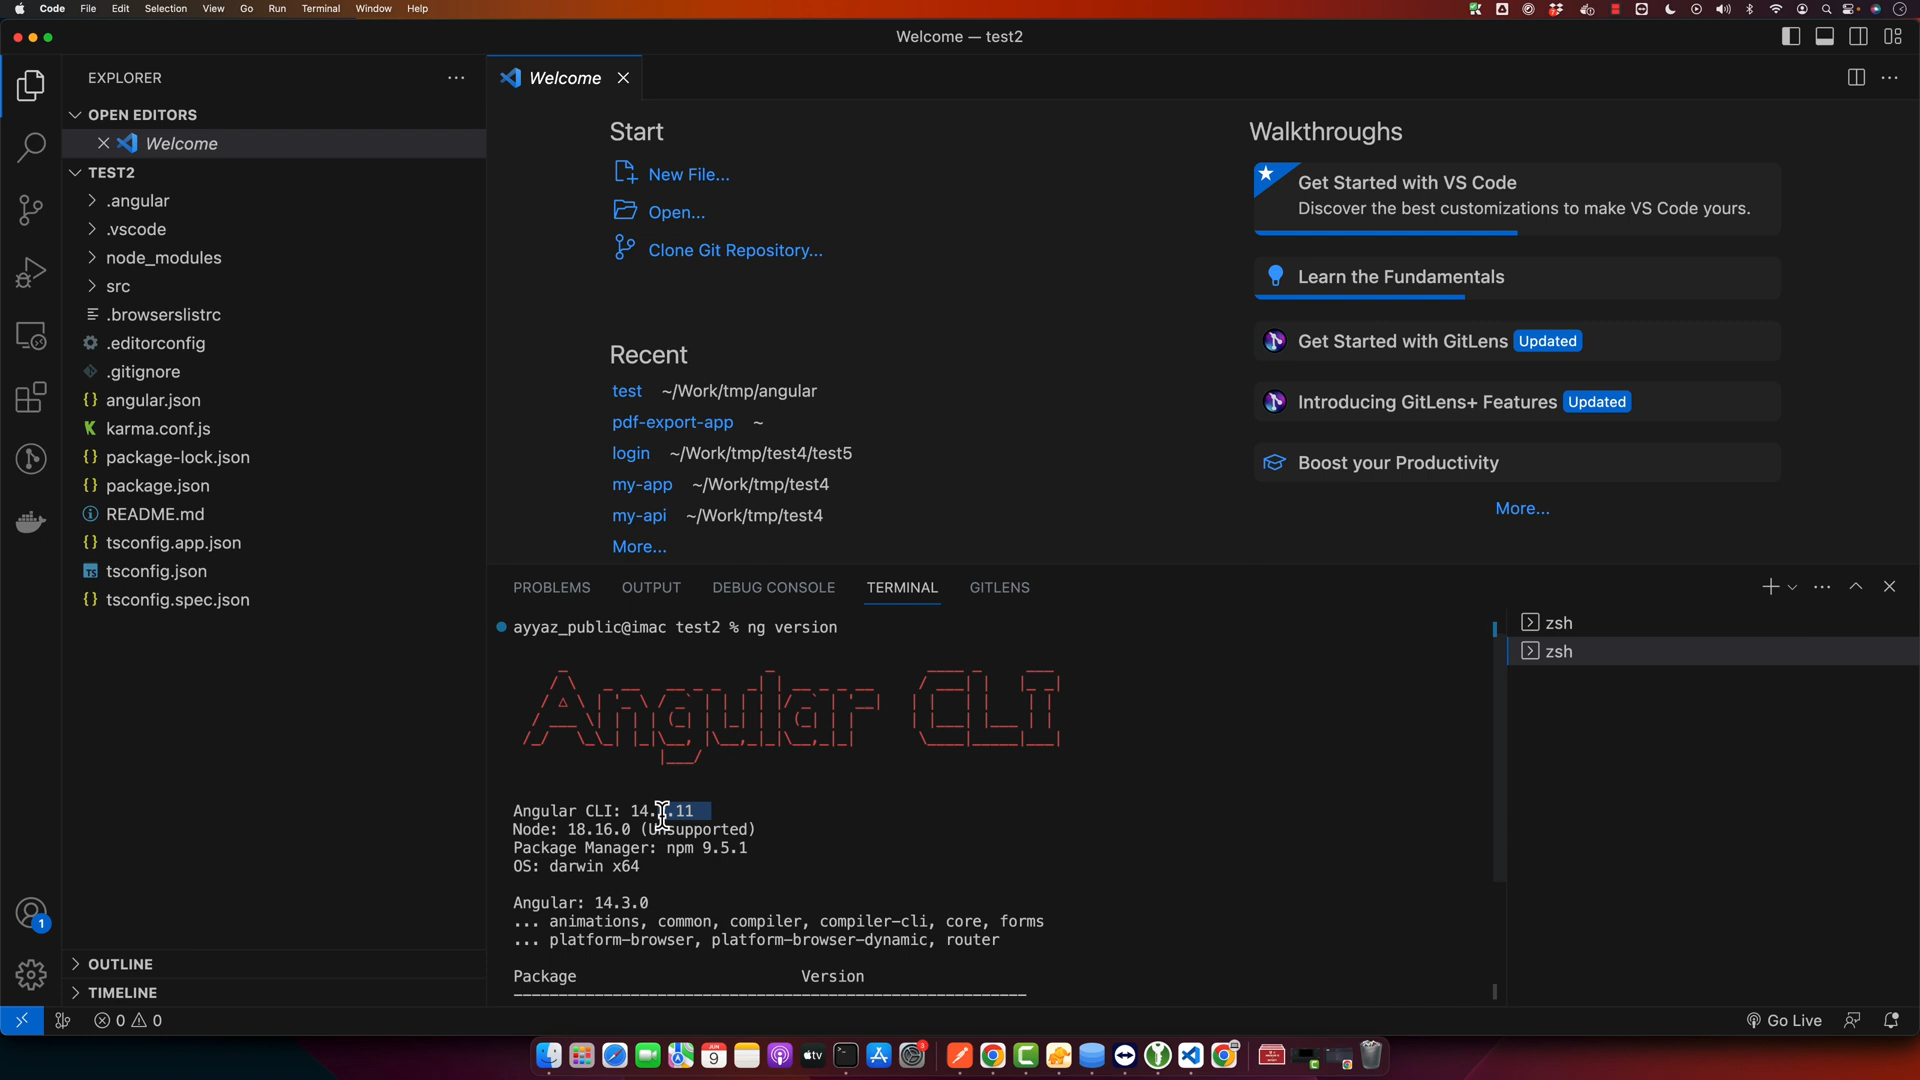 Code File Edit Selection View Go Run Terminal Window Help
Welcome — test2
EXPLORER
OPEN EDITORS
Welcome
TEST2
.angular
.vscode
node_modules
src
.browserslistrc
.editorconfig
.gitignore
angular.json
karma.conf.js
package-lock.json
package.json
README.md
tsconfig.app.json
tsconfig.json
tsconfig.spec.json
OUTLINE
TIMELINE
Welcome
Start
New File...
Open...
Clone Git Repository...
Recent
test ~/Work/tmp/angular
pdf-export-app ~
login ~/Work/tmp/test4/test5
my-app ~/Work/tmp/test4
my-api ~/Work/tmp/test4
More...
Walkthroughs
Get Started with VS Code
Discover the best customizations to make VS Code yours.
Learn the Fundamentals
Get Started with GitLens Updated
Introducing GitLens+ Features Updated
Boost your Productivity
More...
PROBLEMS OUTPUT DEBUG CONSOLE TERMINAL GITLENS
ayyaz_public@imac test2 % ng version
Angular CLI
Angular CLI: 14. .11
Node: 18.16.0 (Unsupported)
Package Manager: npm 9.5.1
OS: darwin x64
Angular: 14.3.0
... animations, common, compiler, compiler-cli, core, forms
... platform-browser, platform-browser-dynamic, router
Package Version
zsh
zsh
1
0 0
Go Live
JUN
9
tv